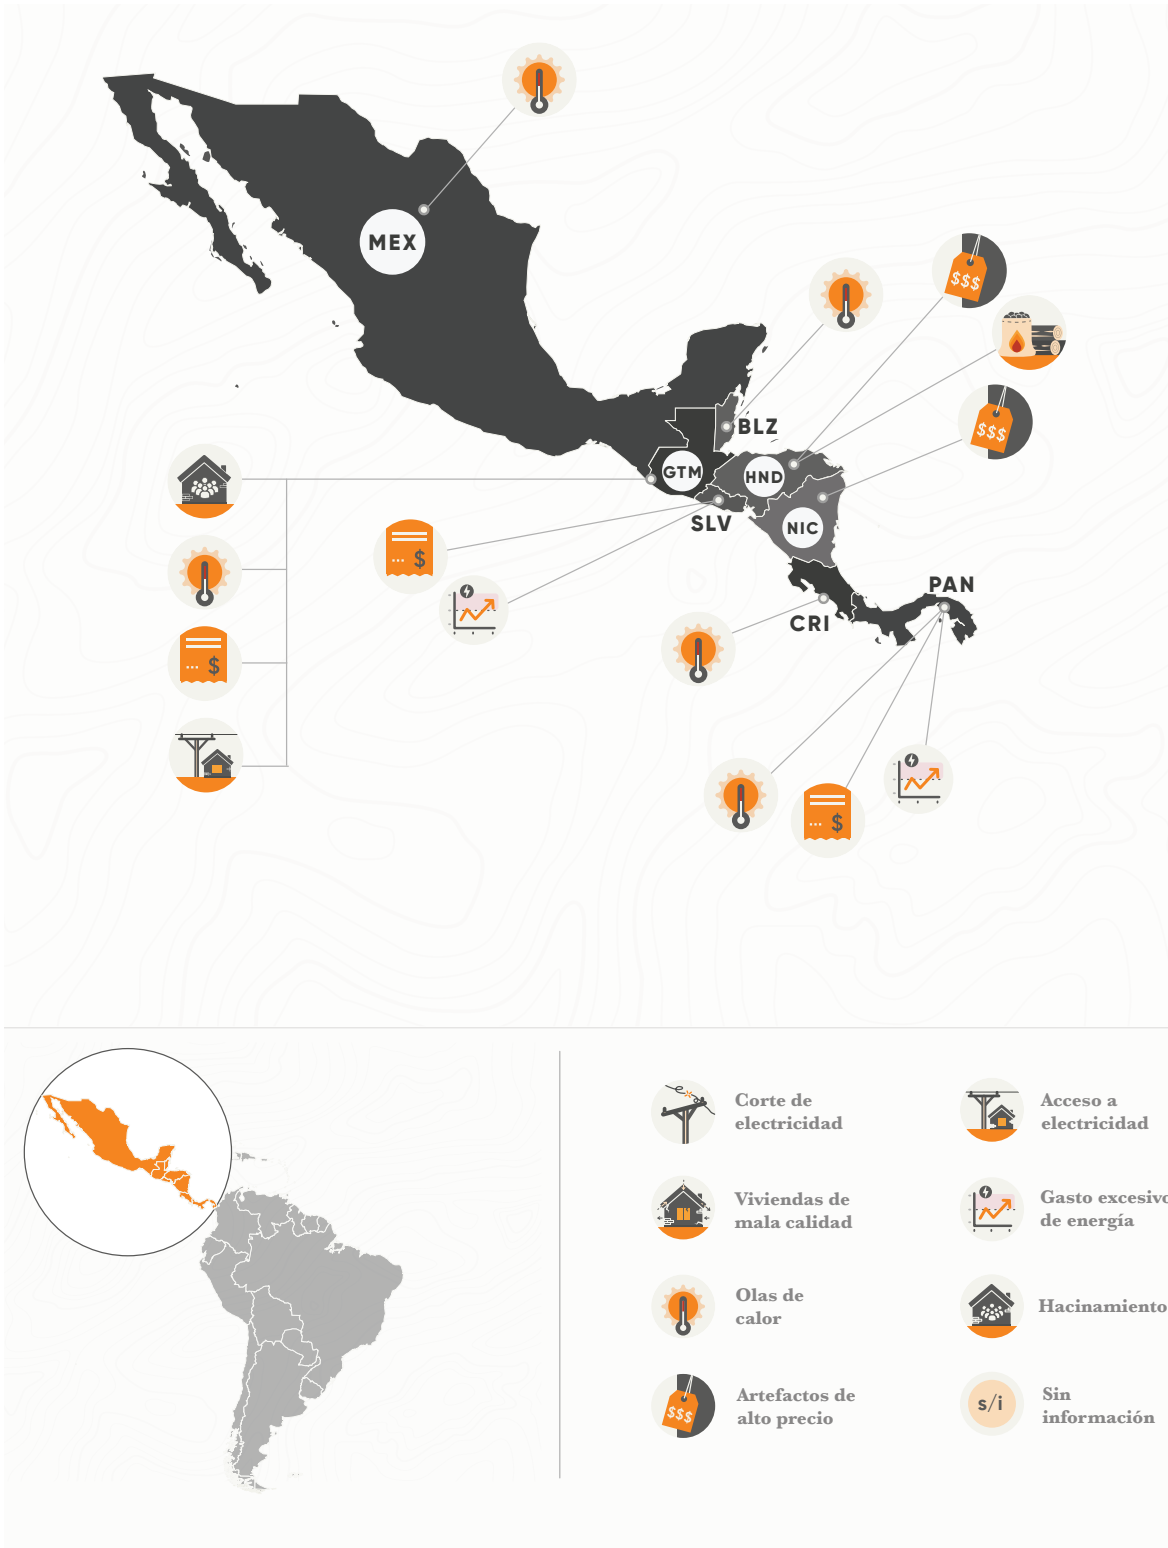 MEX
$$$
$$$
BLZ
GTM
HND
SLV
NIC
... $
PAN
CRI
... $
... $
Corte de
electricidad
Acceso a
electricidad
Viviendas de
mala calidad
Gasto excesivo
de energía
Olas de
calor
Hacinamiento
$$$
Artefactos de
alto precio
s/i
Sin
información